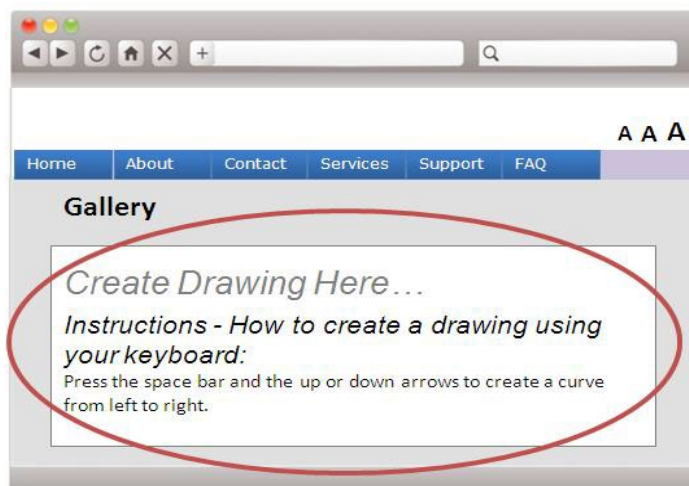 A A A
Home About Contact Services Support FAQ
Gallery
Create Drawing Here...
Instructions - How to create a drawing using
your keyboard:
Press the space bar and the up or down arrows to create a curve
from left to right.